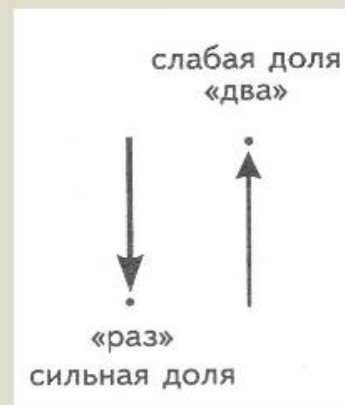 слабая доля
«два»
«раз»
сильная доля